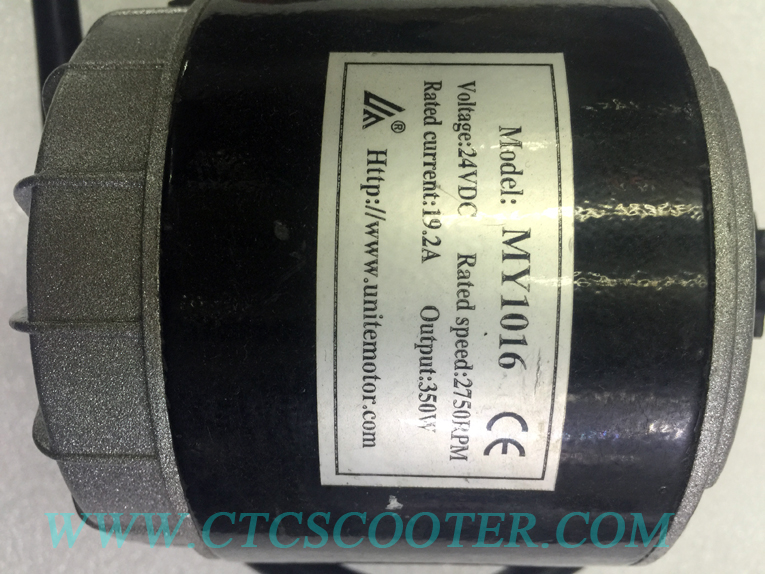 Model: MY1016 CE
Voltage:24VDC Rated speed:2750RPM
Rated current:19.2A Output:350W
® Http://www.unitemotor.com
WWW.CTCSCOOTER.COM